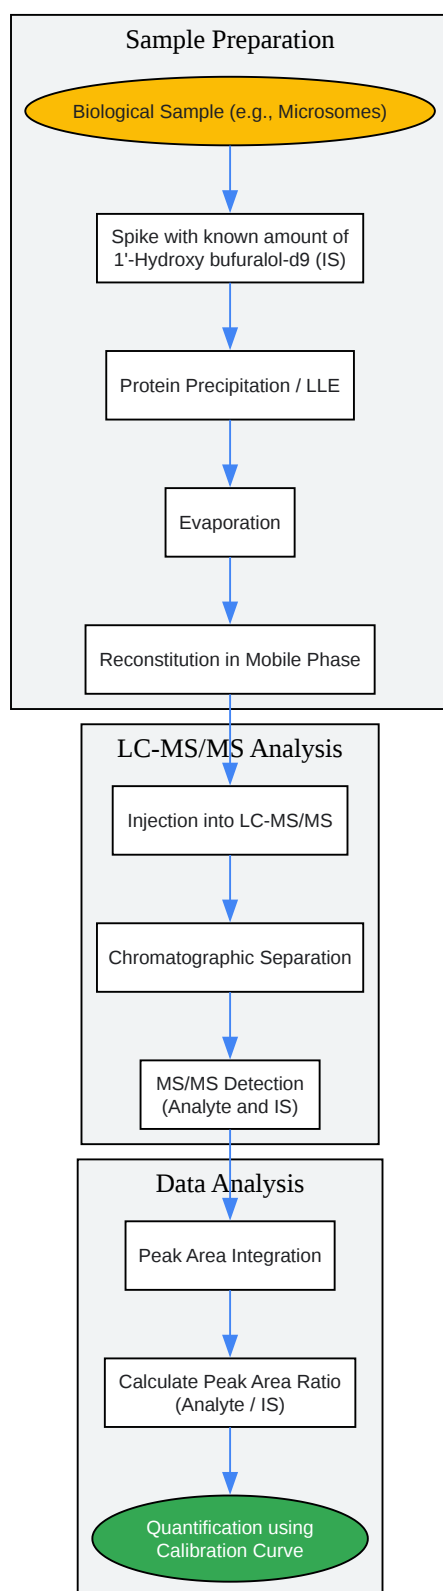 Sample Preparation
Biological Sample (e.g., Microsomes)
Spike with known amount of
1'-Hydroxy bufuralol-d9 (IS)
Protein Precipitation / LLE
Evaporation
Reconstitution in Mobile Phase
LC-MS/MS Analysis
Injection into LC-MS/MS
Chromatographic Separation
MS/MS Detection
(Analyte and IS)
Data Analysis
Peak Area Integration
Calculate Peak Area Ratio
(Analyte / IS)
Quantification using
Calibration Curve